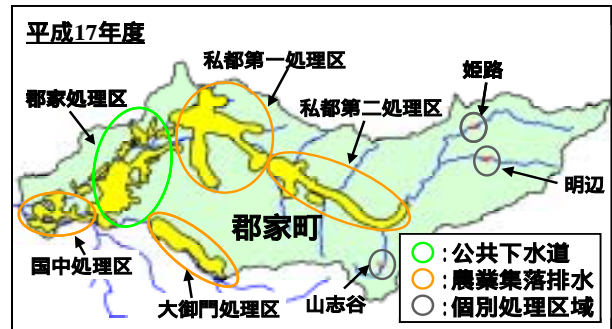 平成17年度
私都第一処理区
姫路
郡家処理区
私都第二処理区
明辺
郡家町
国中処理区
大御門処理区
山志谷
○:公共下水道
○:農業集落排水
○:個別処理区域